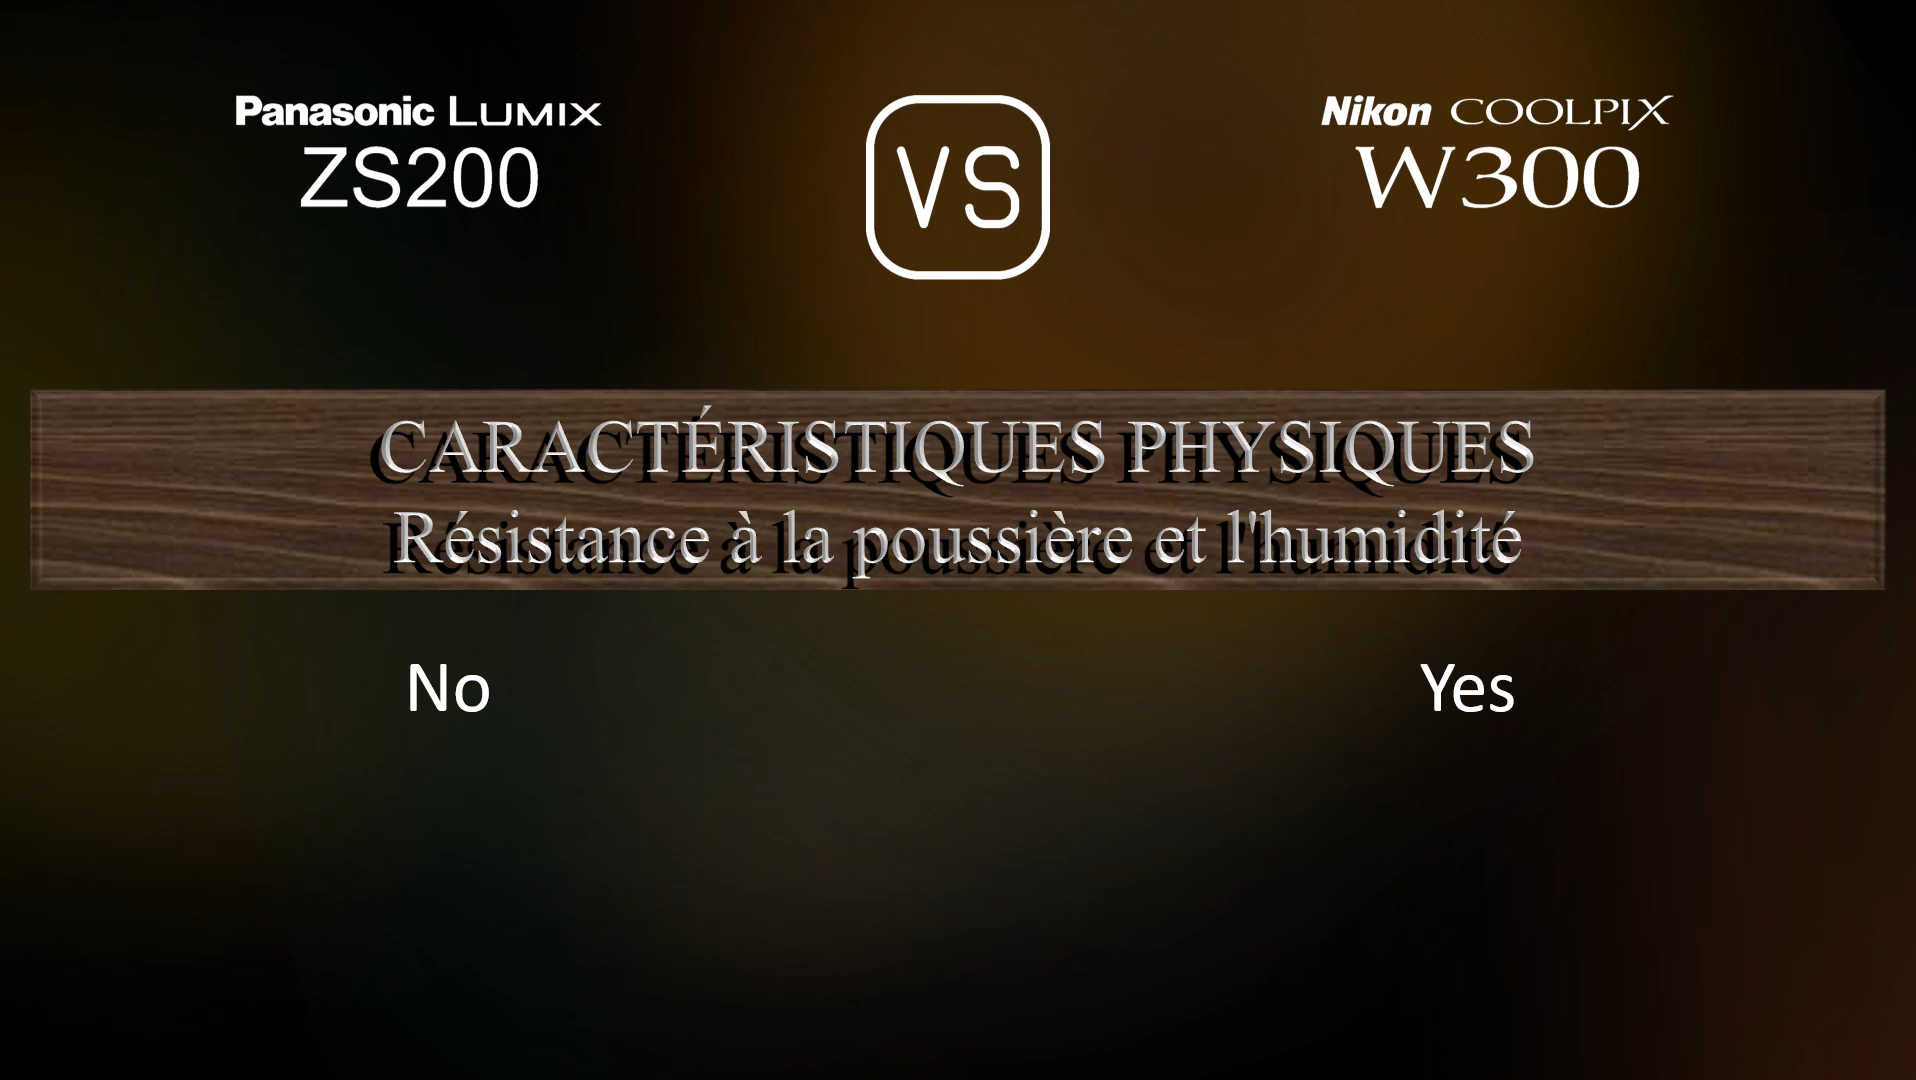 Panasonic LUMIX
ZS200
VS
Nikon COOLPIX
W300
CARACTÉRISTIQUES PHYSIQUES
Résistance à la poussière et l'humidité
No
Yes